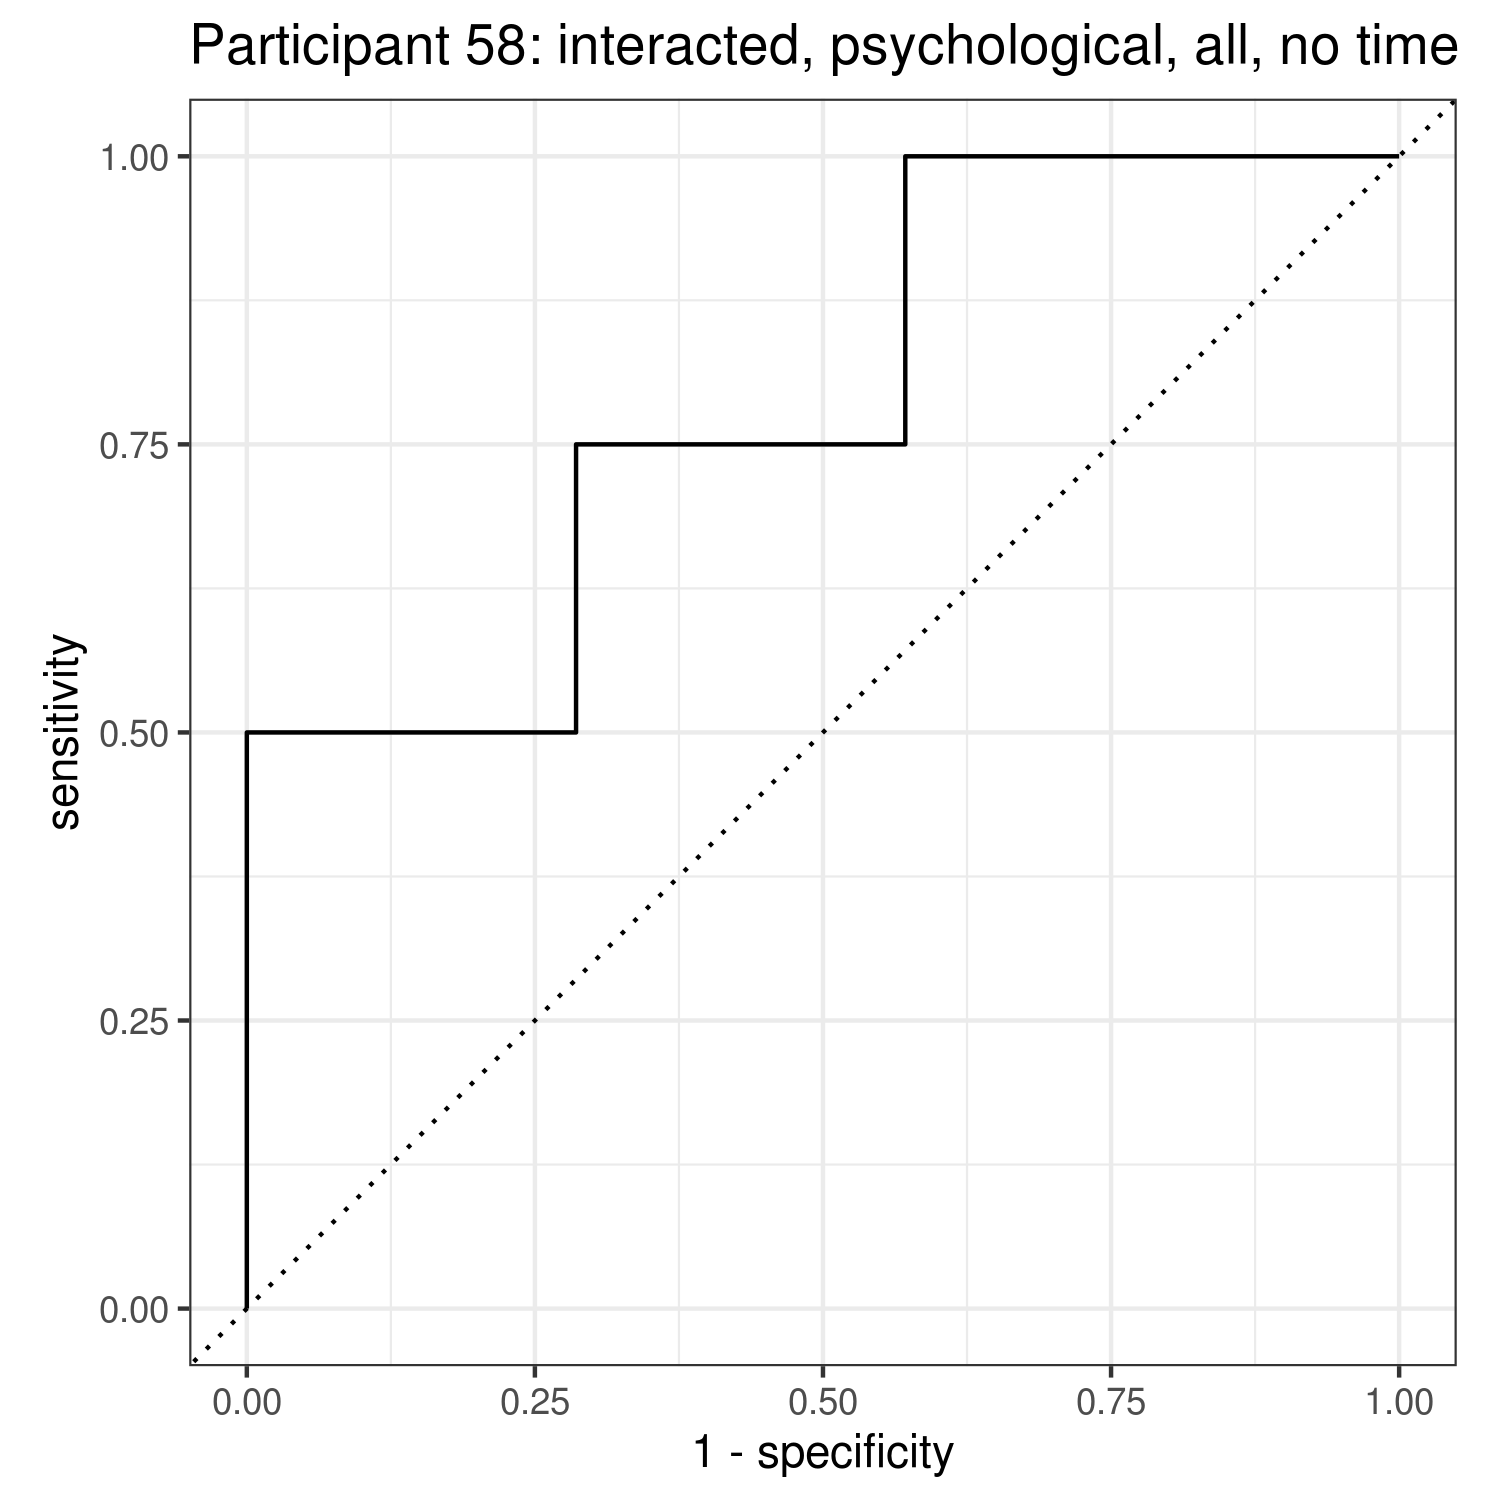 Participant 58: interacted, psychological, all, no time
1.00
0.75
0.50
0.25
0.00
sensitivity
0.00 0.25 0.50 0.75 1.00
1 - specificity